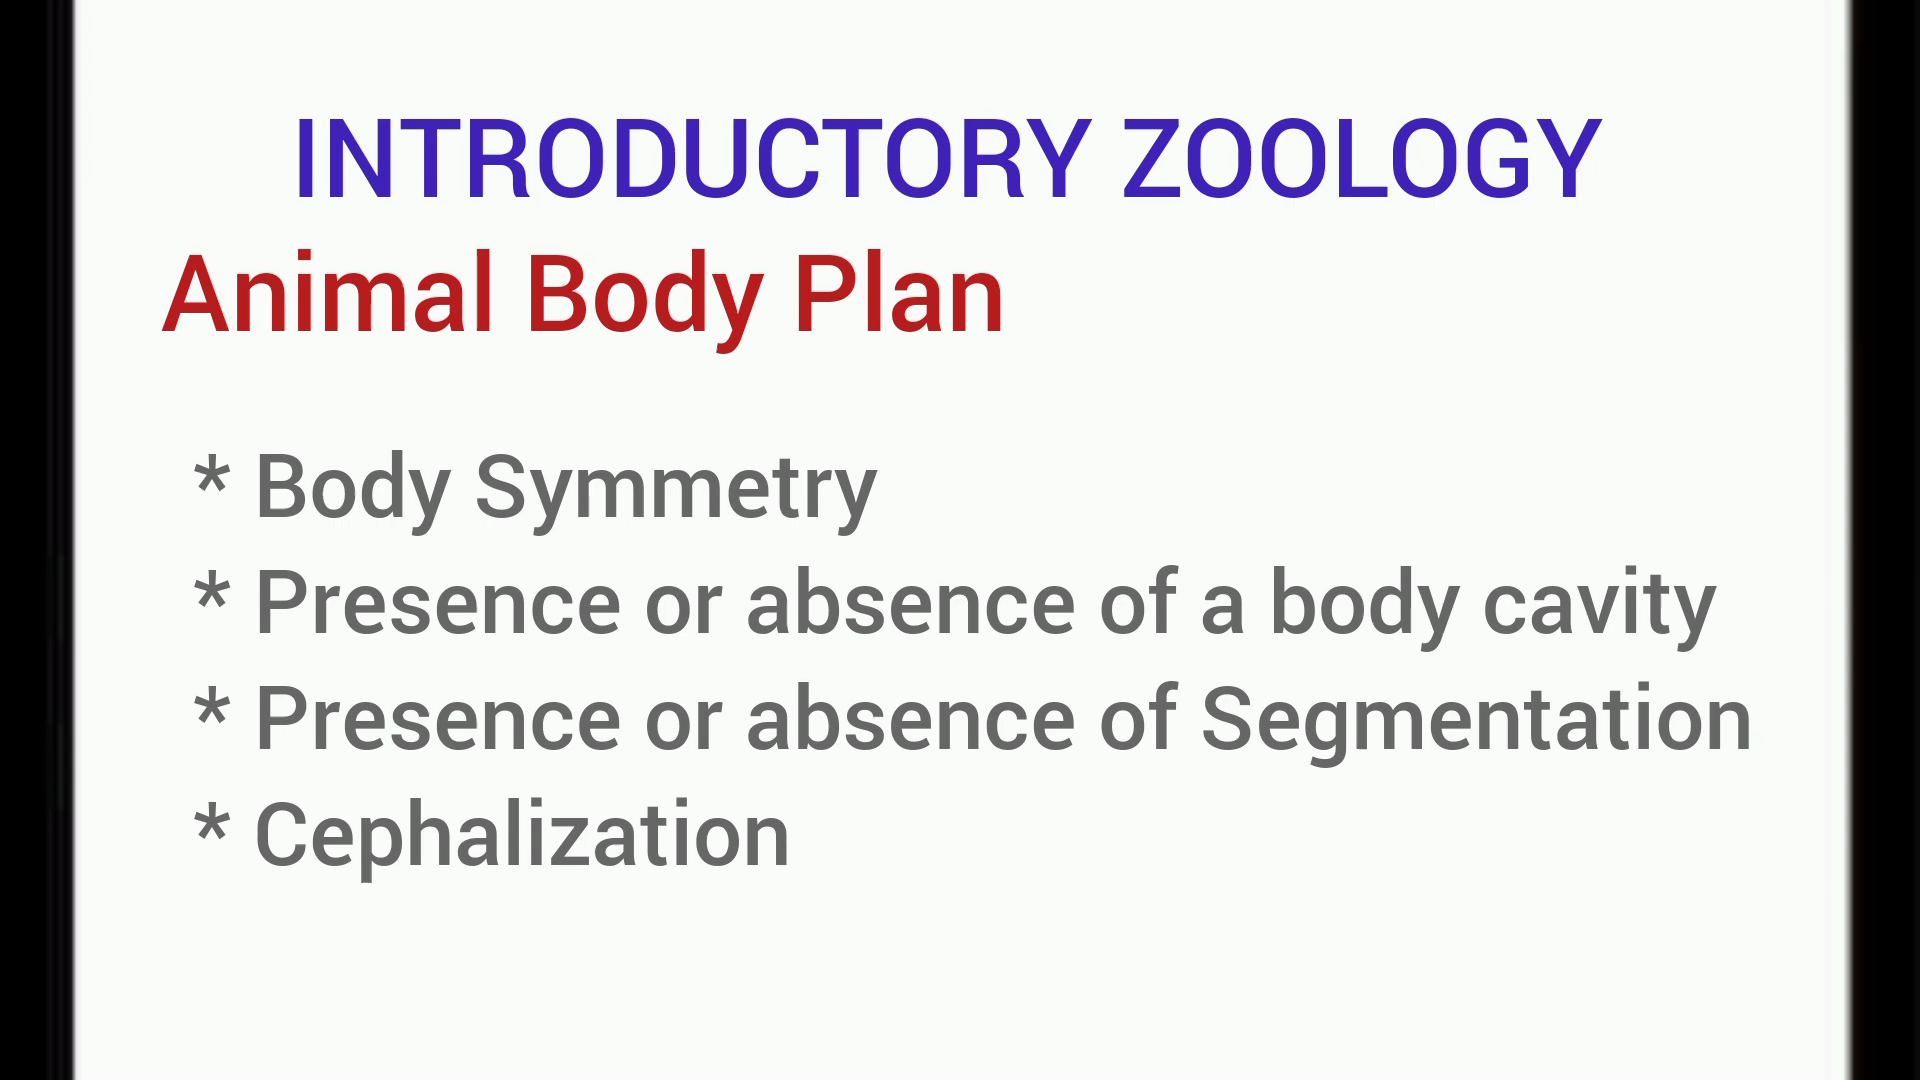 INTRODUCTORY ZOOLOGY
Animal Body Plan
* Body Symmetry
* Presence or absence of a body cavity
* Presence or absence of Segmentation
* Cephalization